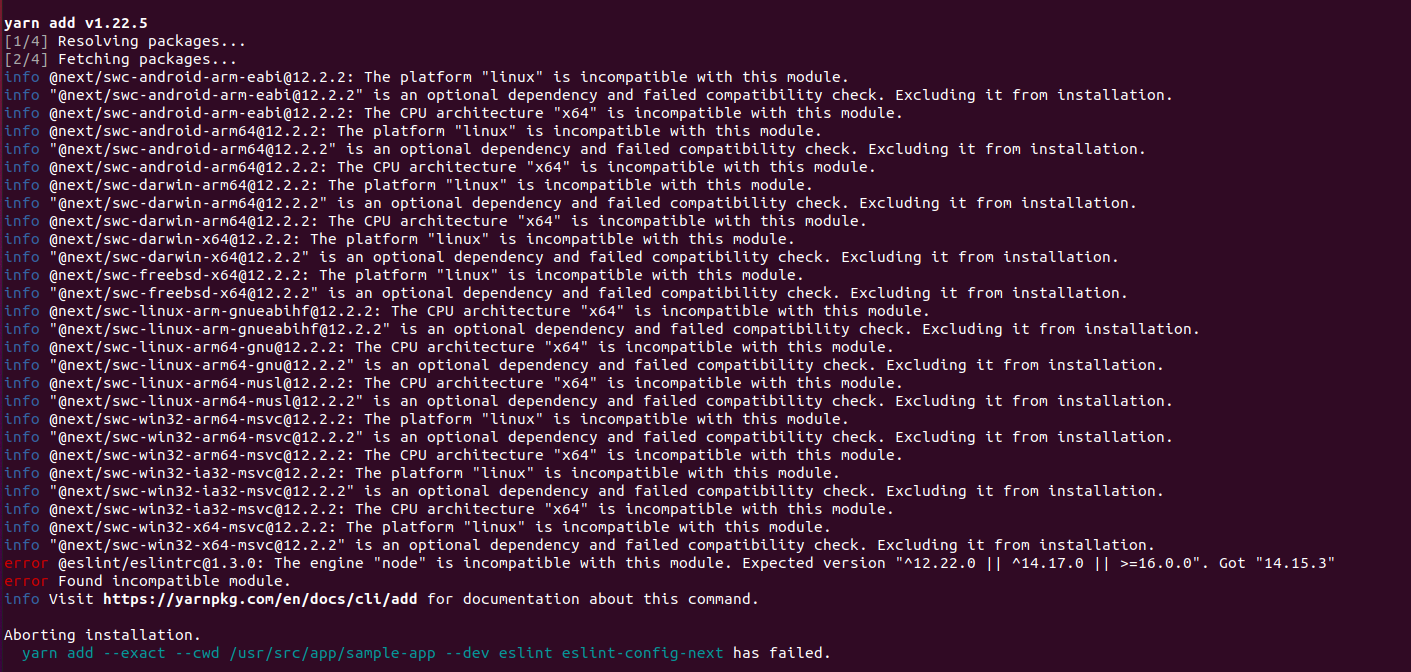 yarn add v1.22.5
[1/4] Resolving packages...
[2/4] Fetching packages...
info @next/swc-android-arm-eabi@12.2.2: The platform "linux" is incompatible with this module.
info "@next/swc-android-arm-eabi@12.2.2" is an optional dependency and failed compatibility check. Excluding it from installation.
info @next/swc-android-arm-eabi@12.2.2: The CPU architecture "x64" is incompatible with this module.
info @next/swc-android-arm64@12.2.2: The platform "linux" is incompatible with this module.
info "@next/swc-android-arm64@12.2.2" is an optional dependency and failed compatibility check. Excluding it from installation.
info @next/swc-android-arm64@12.2.2: The CPU architecture "x64" is incompatible with this module.
info @next/swc-darwin-arm64@12.2.2: The platform "linux" is incompatible with this module.
info "@next/swc-darwin-arm64@12.2.2" is an optional dependency and failed compatibility check. Excluding it from installation.
info @next/swc-darwin-arm64@12.2.2: The CPU architecture "x64" is incompatible with this module.
info @next/swc-darwin-x64@12.2.2: The platform "linux" is incompatible with this module.
info "@next/swc-darwin-x64@12.2.2" is an optional dependency and failed compatibility check. Excluding it from installation.
info @next/swc-freebsd-x64@12.2.2: The platform "linux" is incompatible with this module.
info "@next/swc-freebsd-x64@12.2.2" is an optional dependency and failed compatibility check. Excluding it from installation.
info @next/swc-linux-arm-gnueabihf@12.2.2: The CPU architecture "x64" is incompatible with this module.
info "@next/swc-linux-arm-gnueabihf@12.2.2" is an optional dependency and failed compatibility check. Excluding it from installation.
info @next/swc-linux-arm64-gnu@12.2.2: The CPU architecture "x64" is incompatible with this module.
info "@next/swc-linux-arm64-gnu@12.2.2" is an optional dependency and failed compatibility check. Excluding it from installation.
info @next/swc-linux-arm64-musl@12.2.2: The CPU architecture "x64" is incompatible with this module.
info "@next/swc-linux-arm64-musl@12.2.2" is an optional dependency and failed compatibility check. Excluding it from installation.
info @next/swc-win32-arm64-msvc@12.2.2: The platform "linux" is incompatible with this module.
info "@next/swc-win32-arm64-msvc@12.2.2" is an optional dependency and failed compatibility check. Excluding it from installation.
info @next/swc-win32-arm64-msvc@12.2.2: The CPU architecture "x64" is incompatible with this module.
info @next/swc-win32-ia32-msvc@12.2.2: The platform "linux" is incompatible with this module.
info "@next/swc-win32-ia32-msvc@12.2.2" is an optional dependency and failed compatibility check. Excluding it from installation.
info @next/swc-win32-ia32-msvc@12.2.2: The CPU architecture "x64" is incompatible with this module.
info @next/swc-win32-x64-msvc@12.2.2: The platform "linux" is incompatible with this module.
info "@next/swc-win32-x64-msvc@12.2.2" is an optional dependency and failed compatibility check. Excluding it from installation.
error @eslint/eslintrc@1.3.0: The engine "node" is incompatible with this module. Expected version "^12.22.0 || ^14.17.0 || >=16.0.0". Got "14.15.3"
error Found incompatible module.
info Visit https://yarnpkg.com/en/docs/cli/add for documentation about this command.
Aborting installation.
yarn add --exact --cwd /usr/src/app/sample-app --dev eslint eslint-config-next has failed.